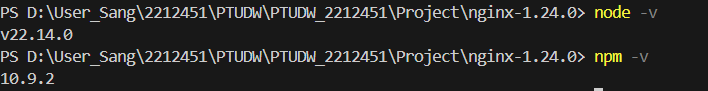 PS D:\User_Sang\2212451\PTUDW\PTUDW_2212451\Project\nginx-1.24.0> node -v
v22.14.0
PS D:\User_Sang\2212451\PTUDW\PTUDW_2212451\Project\nginx-1.24.0> npm -v
10.9.2